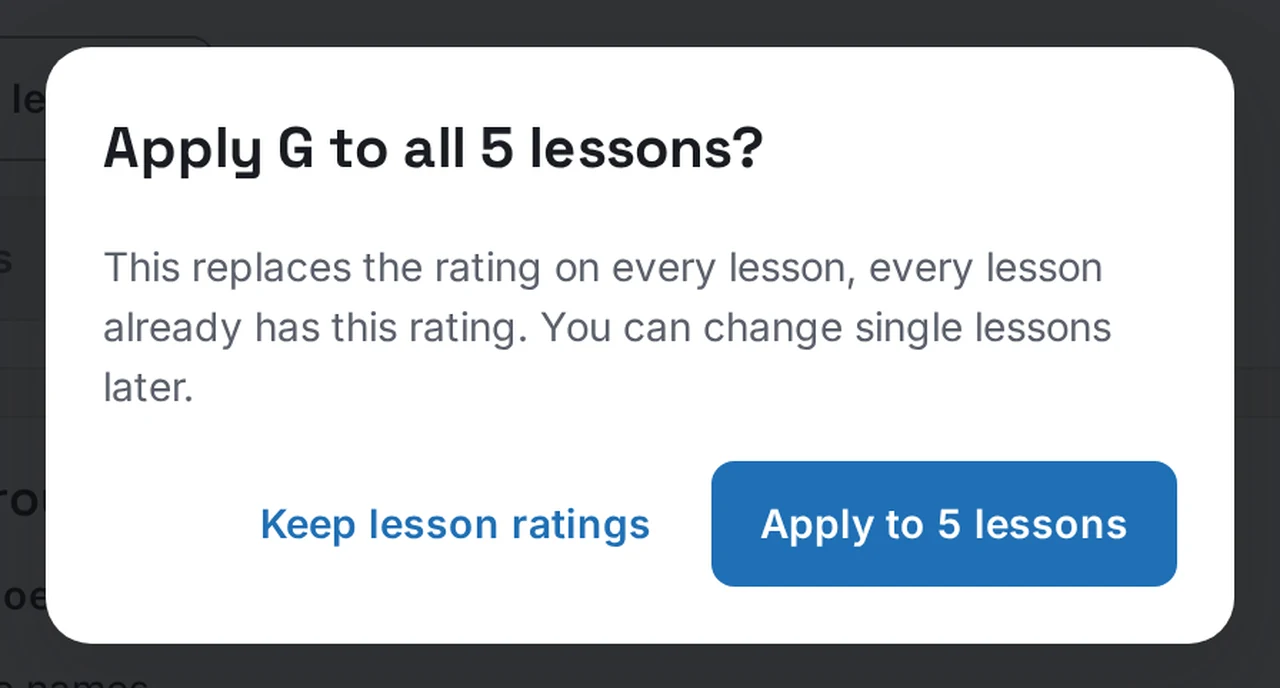 le
Apply G to all 5 lessons?
s
This replaces the rating on every lesson, every lesson
already has this rating. You can change single lessons
later.
Keep lesson ratings
Apply to 5 lessons